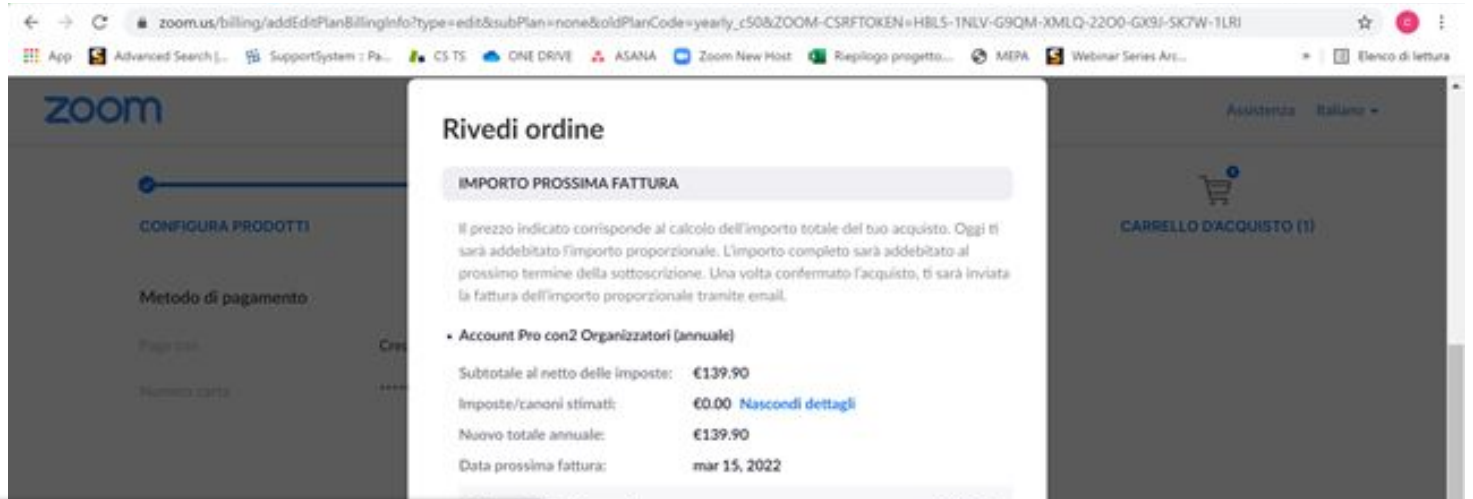 zoom.us/billing/addEditPlanBillingInfo?type=edit&subPlan=none&oldPlanCode=yearly_c50&ZOOM-CSRFTOKEN=HBLS-1NLV-G9QM-XMLQ-22O0-GX9J-SK7W-1LRI
App Advanced Search |... SupportSystem :: Pa... CS TS ONE DRIVE ASANA Zoom New Host Riepilogo progetto... MEPA Webinar Series Arc... » Elenco di lettura
zoom
Assistenza Italiano
Rivedi ordine
IMPORTO PROSSIMA FATTURA
CONFIGURA PRODOTTI
CARRELLO D'ACQUISTO (1)
Il prezzo indicato corrisponde al calcolo dell'importo totale del tuo acquisto. Oggi ti
sarà addebitato l'importo proporzionale. L'importo completo sarà addebitato al
prossimo termine della sottoscrizione. Una volta confermato l'acquisto, ti sarà inviata
la fattura dell'importo proporzionale tramite email.
Metodo di pagamento
• Account Pro con2 Organizzatori (annuale)
Subtotale al netto delle imposte: €139.90
Numero carta ****
Imposte/canoni stimati: €0.00 Nascondi dettagli
Nuovo totale annuale: €139.90
Data prossima fattura: mar 15, 2022